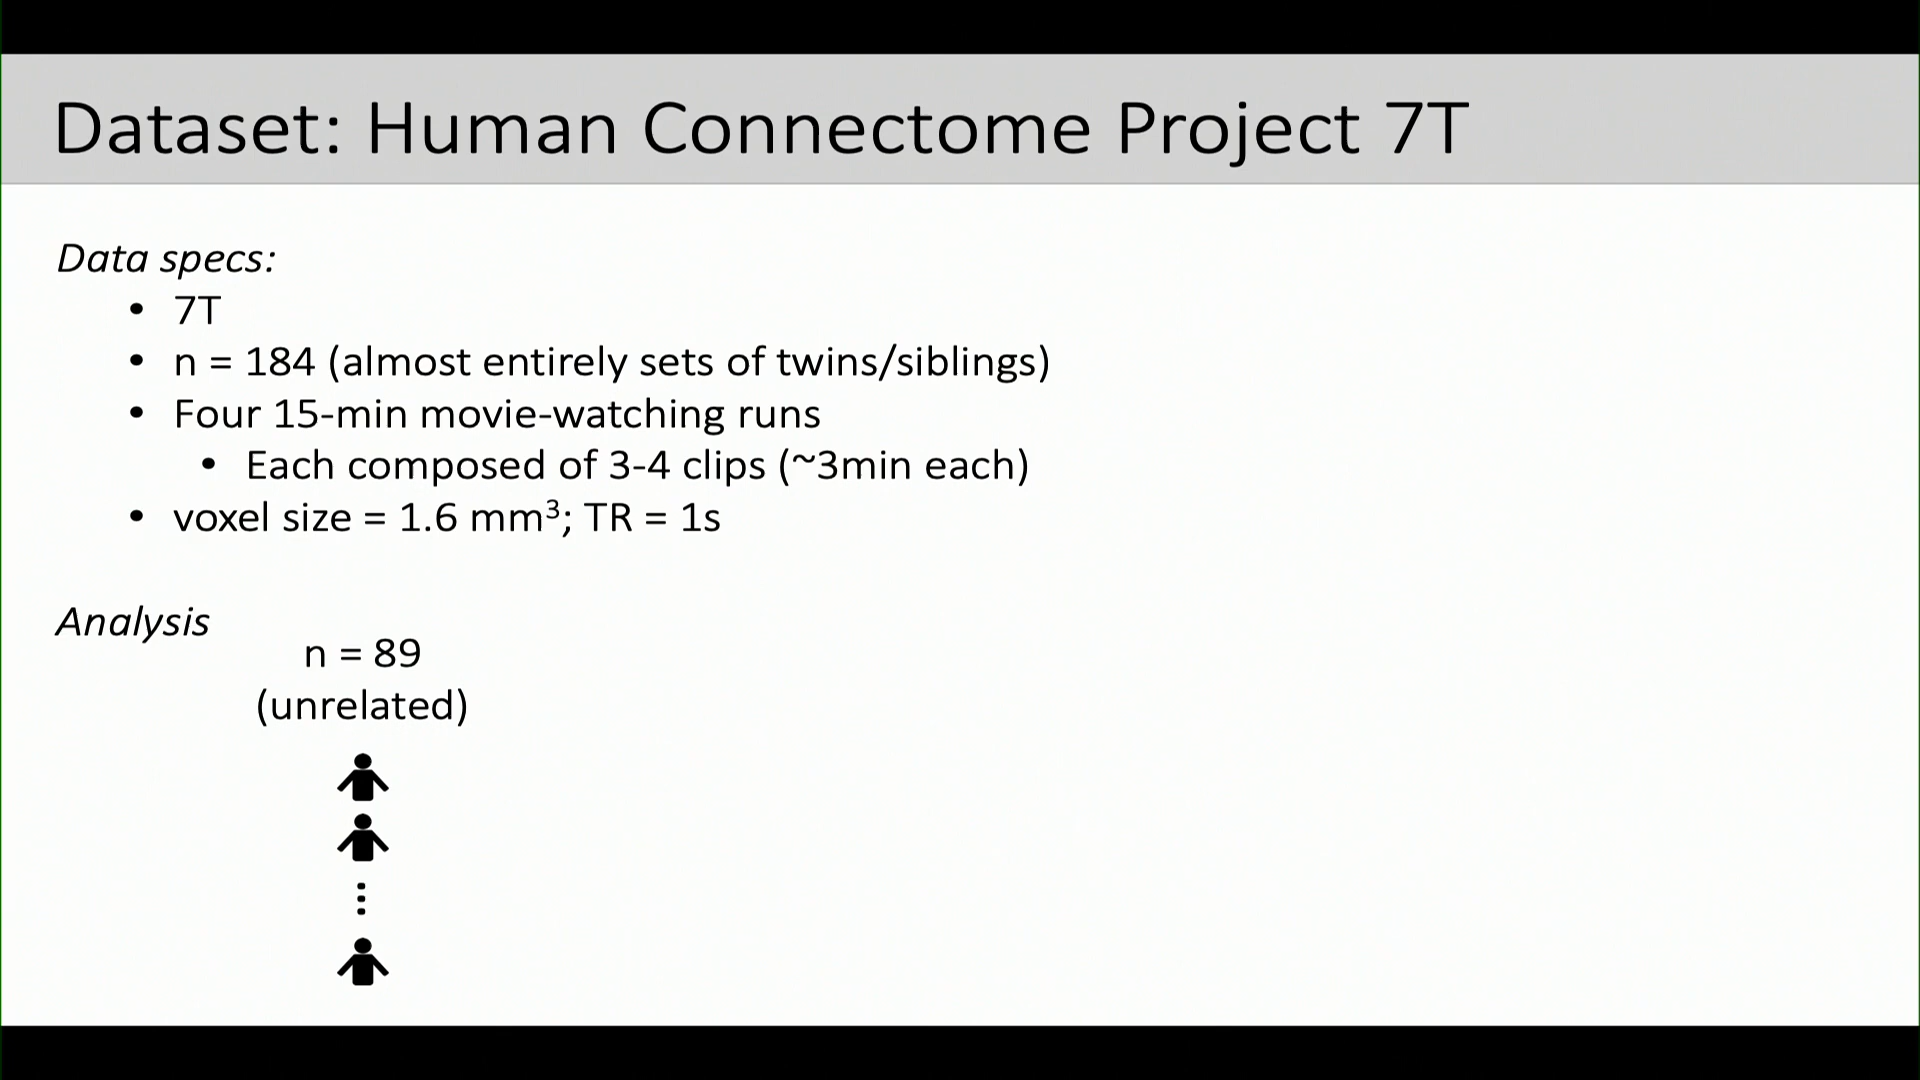 Dataset: Human Connectome Project 7T
Data specs:
• 7T
• n = 184 (almost entirely sets of twins/siblings)
• Four 15-min movie-watching runs
• Each composed of 3-4 clips (~3min each)
• voxel size = 1.6 mm³; TR = 1s
Analysis
n = 89
(unrelated)